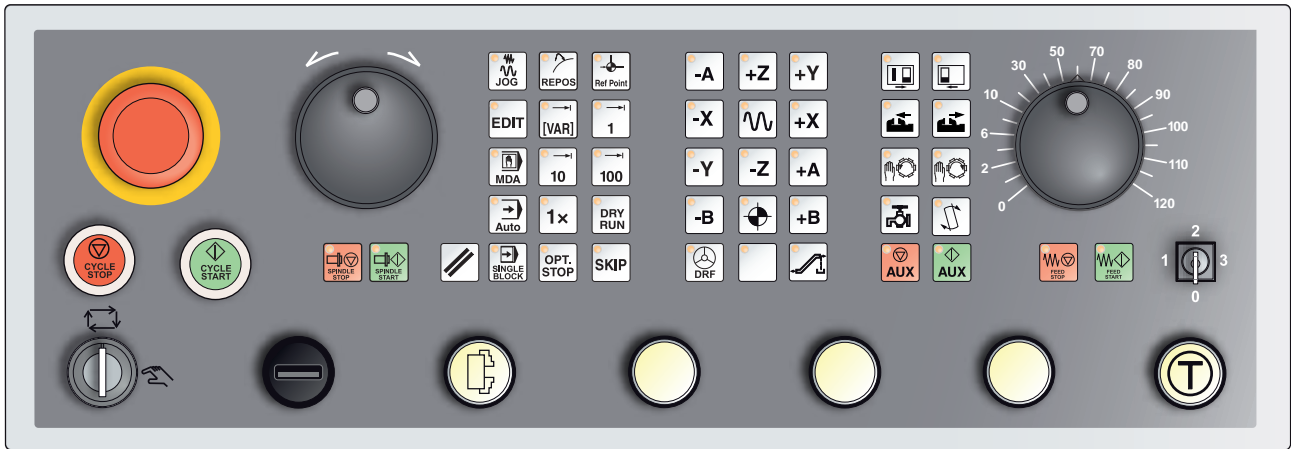 JOG
REPOS
Ref Point
EDIT
[VAR]
1
MDA
10
100
Auto
1×
DRY
RUN
SINGLE
BLOCK
OPT.
STOP
SKIP
CYCLE
STOP
CYCLE
START
SPINDLE
STOP
SPINDLE
START
-A
+Z
+Y
-X
+X
-Y
-Z
+A
-B
+B
DRF
AUX
AUX
0
2
6
10
30
50
70
80
90
100
110
120
FEED
STOP
FEED
START
2
1
3
0
T